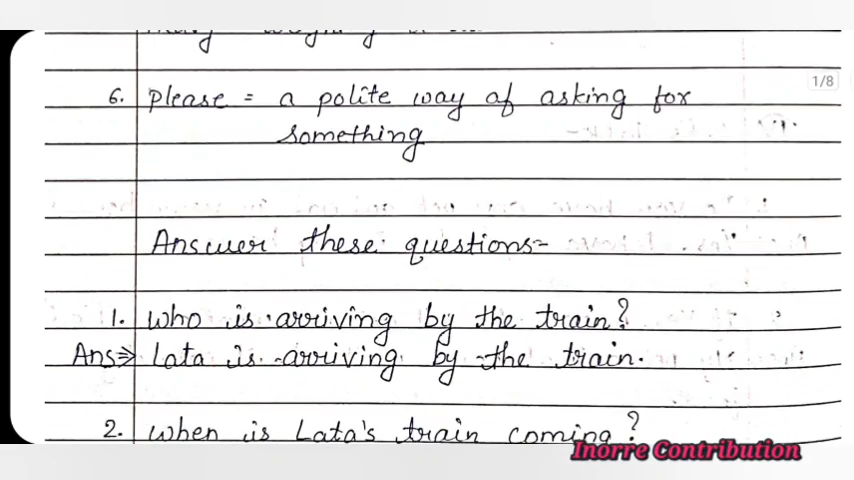 1/8
6. Please = a polite way of asking for
something
Answer these questions-
1. Who is arriving by the train?
Ans⇒ Lata is arriving by the train.
2. When is Lata's train coming?
Inorre Contribution